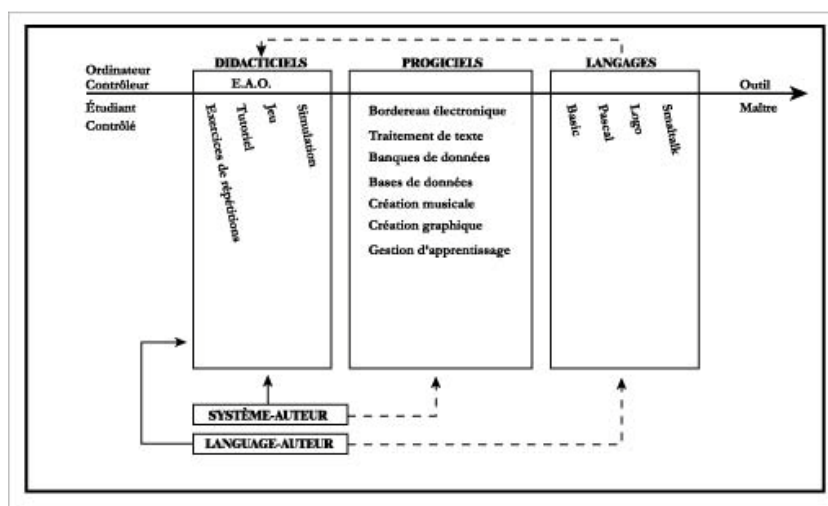 DIDACTICIELS
PROGICIELS
LANGAGES
Ordinateur
Contrôleur
E.A.O.
Outil
Étudiant
Contrôlé
Maître
Exercices de répétitions
Tutoriel
Jeu
Simulation
Bordereau électronique
Traitement de texte
Banques de données
Bases de données
Création musicale
Création graphique
Gestion d'apprentissage
Basic
Pascal
Logo
Smaltalk
SYSTÈME-AUTEUR
LANGUAGE-AUTEUR